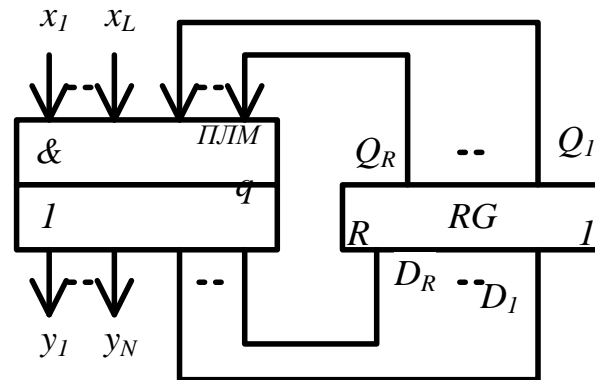 x1 xL
-- --
ПЛМ
& QR -- Q1
q
1 R RG 1
-- -- DR -- D1
y1 yN